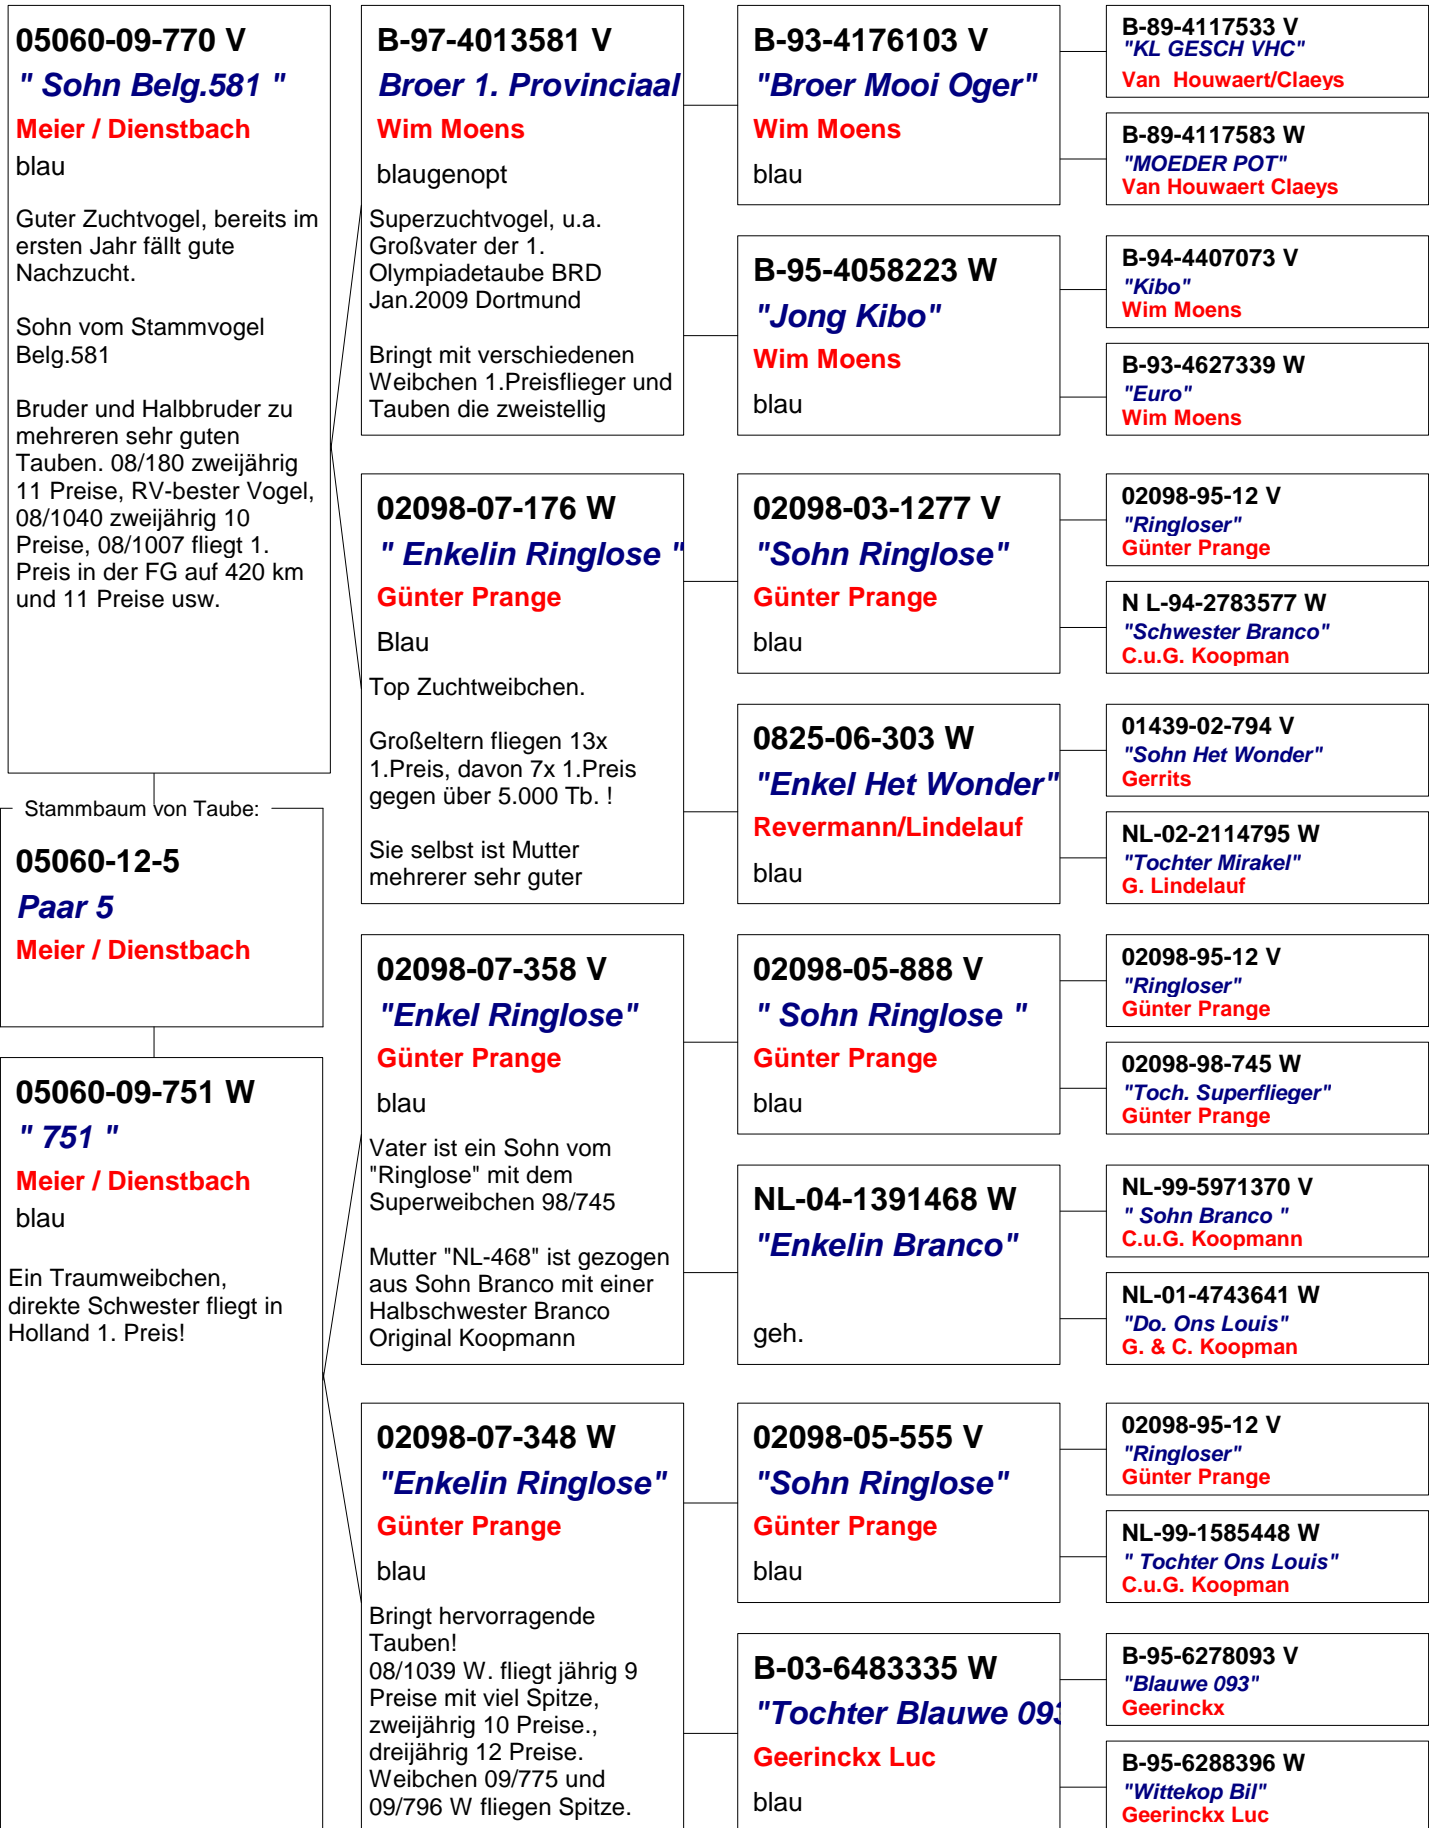 05060-09-770 V
" Sohn Belg.581 "
Meier / Dienstbach
blau
Guter Zuchtvogel, bereits im
ersten Jahr fällt gute
Nachzucht.
Sohn vom Stammvogel
Belg.581
Bruder und Halbbruder zu
mehreren sehr guten
Tauben. 08/180 zweijährig
11 Preise, RV-bester Vogel,
08/1040 zweijährig 10
Preise, 08/1007 fliegt 1.
Preis in der FG auf 420 km
und 11 Preise usw.
Stammbaum von Taube:
05060-12-5
Paar 5
Meier / Dienstbach
05060-09-751 W
" 751 "
Meier / Dienstbach
blau
Ein Traumweibchen,
direkte Schwester fliegt in
Holland 1. Preis!
B-97-4013581 V
Broer 1. Provinciaal
Wim Moens
blaugenopt
Superzuchtvogel, u.a.
Großvater der 1.
Olympiadetaube BRD
Jan.2009 Dortmund
Bringt mit verschiedenen
Weibchen 1.Preisflieger und
Tauben die zweistellig
02098-07-176 W
" Enkelin Ringlose "
Günter Prange
Blau
Top Zuchtweibchen.
Großeltern fliegen 13x
1.Preis, davon 7x 1.Preis
gegen über 5.000 Tb. !
Sie selbst ist Mutter
mehrerer sehr guter
02098-07-358 V
"Enkel Ringlose"
Günter Prange
blau
Vater ist ein Sohn vom
"Ringlose" mit dem
Superweibchen 98/745
Mutter "NL-468" ist gezogen
aus Sohn Branco mit einer
Halbschwester Branco
Original Koopmann
02098-07-348 W
"Enkelin Ringlose"
Günter Prange
blau
Bringt hervorragende
Tauben!
08/1039 W. fliegt jährig 9
Preise mit viel Spitze,
zweijährig 10 Preise.,
dreijährig 12 Preise.
Weibchen 09/775 und
09/796 W fliegen Spitze.
B-93-4176103 V
"Broer Mooi Oger"
Wim Moens
blau
B-95-4058223 W
"Jong Kibo"
Wim Moens
blau
02098-03-1277 V
"Sohn Ringlose"
Günter Prange
blau
0825-06-303 W
"Enkel Het Wonder"
Revermann/Lindelauf
blau
02098-05-888 V
" Sohn Ringlose "
Günter Prange
blau
NL-04-1391468 W
"Enkelin Branco"
geh.
02098-05-555 V
"Sohn Ringlose"
Günter Prange
blau
B-03-6483335 W
"Tochter Blauwe 093
Geerinckx Luc
blau
B-89-4117533 V
"KL GESCH VHC"
Van  Houwaert/Claeys
B-89-4117583 W
"MOEDER POT"
Van Houwaert Claeys
B-94-4407073 V
"Kibo"
Wim Moens
B-93-4627339 W
"Euro"
Wim Moens
02098-95-12 V
"Ringloser"
Günter Prange
N L-94-2783577 W
"Schwester Branco"
C.u.G. Koopman
01439-02-794 V
"Sohn Het Wonder"
Gerrits
NL-02-2114795 W
"Tochter Mirakel"
G. Lindelauf
02098-95-12 V
"Ringloser"
Günter Prange
02098-98-745 W
"Toch. Superflieger"
Günter Prange
NL-99-5971370 V
" Sohn Branco "
C.u.G. Koopmann
NL-01-4743641 W
"Do. Ons Louis"
G. & C. Koopman
02098-95-12 V
"Ringloser"
Günter Prange
NL-99-1585448 W
" Tochter Ons Louis"
C.u.G. Koopman
B-95-6278093 V
"Blauwe 093"
Geerinckx
B-95-6288396 W
"Wittekop Bil"
Geerinckx Luc